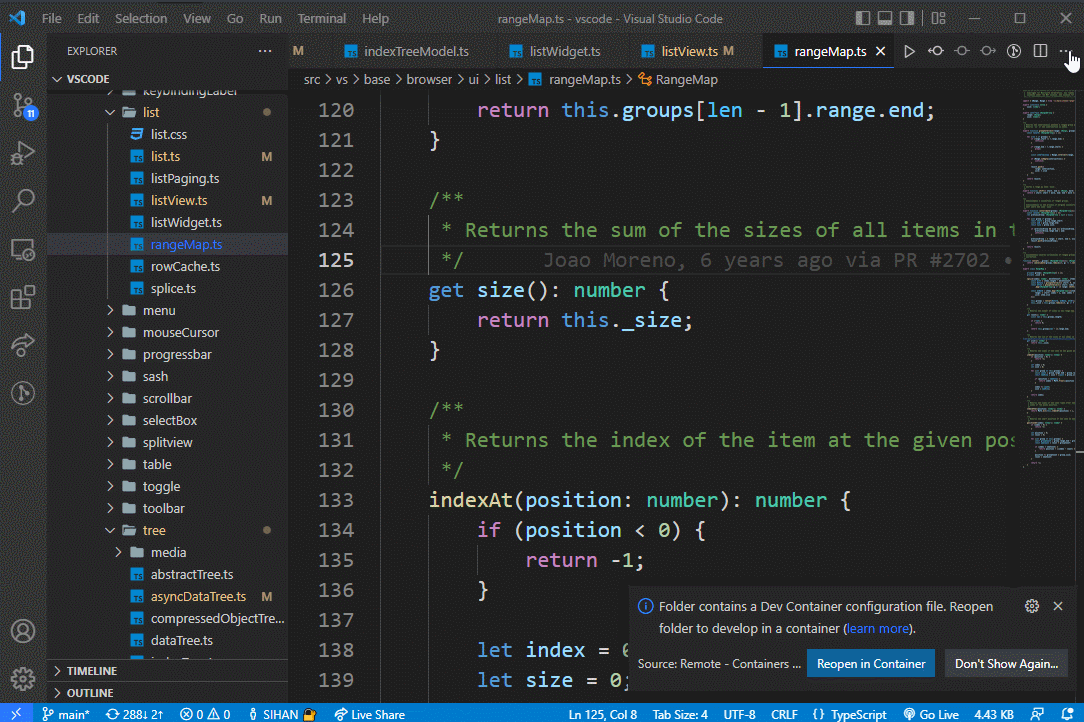 File Edit Selection View Go Run Terminal Help rangeMap.ts - vscode - Visual Studio Code
EXPLORER
M indexTreeModel.ts listWidget.ts listView.ts M rangeMap.ts
VSCODE
src > vs > base > browser > ui > list > rangeMap.ts > RangeMap
keybindingLabel
list
list.css
list.ts M
listPaging.ts
listView.ts M
listWidget.ts
rangeMap.ts
rowCache.ts
splice.ts
menu
mouseCursor
progressbar
sash
scrollbar
selectBox
splitview
table
toggle
toolbar
tree
media
abstractTree.ts
asyncDataTree.ts M
compressedObjectTre...
dataTree.ts
TIMELINE
OUTLINE
11
120 return this.groups[len - 1].range.end;
121 }
122
123 /**
124 * Returns the sum of the sizes of all items in
125 */ Joao Moreno, 6 years ago via PR #2702 •
126 get size(): number {
127 return this._size;
128 }
129
130 /**
131 * Returns the index of the item at the given pos
132 */
133 indexAt(position: number): number {
134 if (position < 0) {
135 return -1;
136 }
137
138 let index =
139 let size = 0;
Folder contains a Dev Container configuration file. Reopen
folder to develop in a container (learn more).
Source: Remote - Containers ... Reopen in Container Don't Show Again...
main* 288↓ 2↑ 0 0 SIHAN Live Share Ln 125, Col 8 Tab Size: 4 UTF-8 CRLF {} TypeScript Go Live 4.43 KB